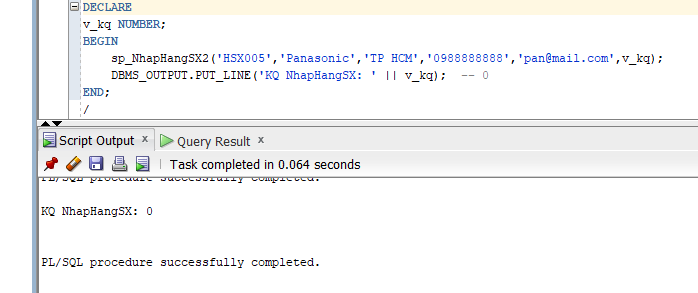 DECLARE
v_kq NUMBER;
BEGIN
sp_NhapHangSX2('HSX005','Panasonic','TP HCM','0988888888','pan@mail.com',v_kq);
DBMS_OUTPUT.PUT_LINE('KQ NhapHangSX: ' || v_kq);  -- 0
END;
/
Script Output x Query Result x
Task completed in 0.064 seconds
PL/SQL procedure successfully completed.
KQ NhapHangSX: 0
PL/SQL procedure successfully completed.